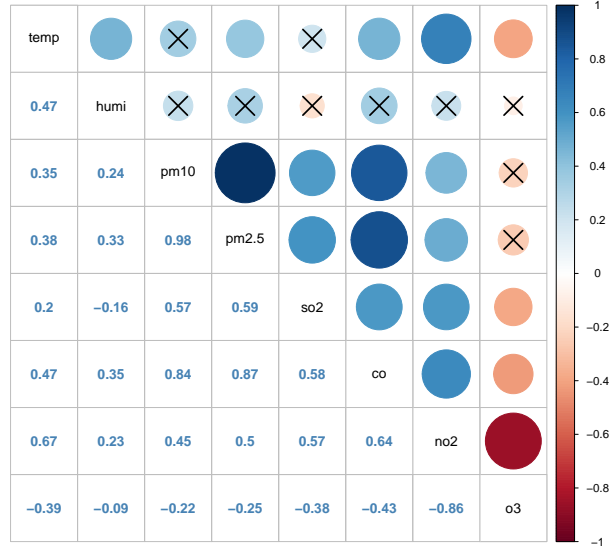 temp
0.47 humi
0.35 0.24 pm10
0.38 0.33 0.98 pm2.5
0.2 −0.16 0.57 0.59 so2
0.47 0.35 0.84 0.87 0.58 co
0.67 0.23 0.45 0.5 0.57 0.64 no2
−0.39 −0.09 −0.22 −0.25 −0.38 −0.43 −0.86 o3
1
0.8
0.6
0.4
0.2
0
−0.2
−0.4
−0.6
−0.8
−1